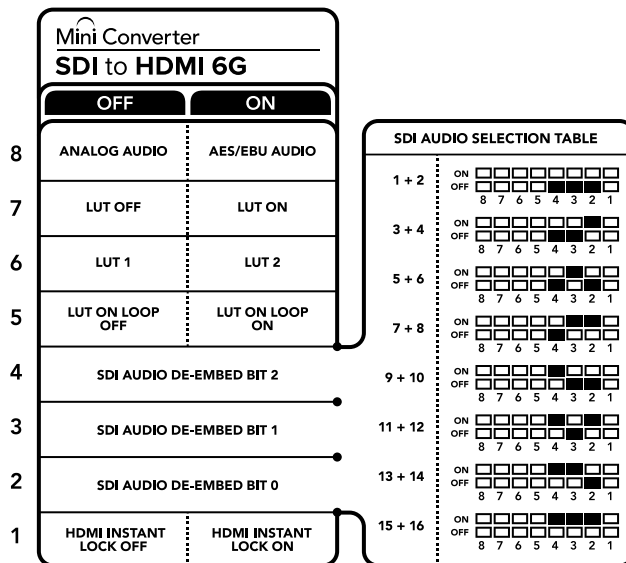 Mini Converter
SDI to HDMI 6G
OFF ON
8 ANALOG AUDIO AES/EBU AUDIO
7 LUT OFF LUT ON
6 LUT 1 LUT 2
5 LUT ON LOOP OFF LUT ON LOOP ON
4 SDI AUDIO DE-EMBED BIT 2
3 SDI AUDIO DE-EMBED BIT 1
2 SDI AUDIO DE-EMBED BIT 0
1 HDMI INSTANT LOCK OFF HDMI INSTANT LOCK ON
SDI AUDIO SELECTION TABLE
1 + 2 ON
OFF
8 7 6 5 4 3 2 1
3 + 4 ON
OFF
8 7 6 5 4 3 2 1
5 + 6 ON
OFF
8 7 6 5 4 3 2 1
7 + 8 ON
OFF
8 7 6 5 4 3 2 1
9 + 10 ON
OFF
8 7 6 5 4 3 2 1
11 + 12 ON
OFF
8 7 6 5 4 3 2 1
13 + 14 ON
OFF
8 7 6 5 4 3 2 1
15 + 16 ON
OFF
8 7 6 5 4 3 2 1